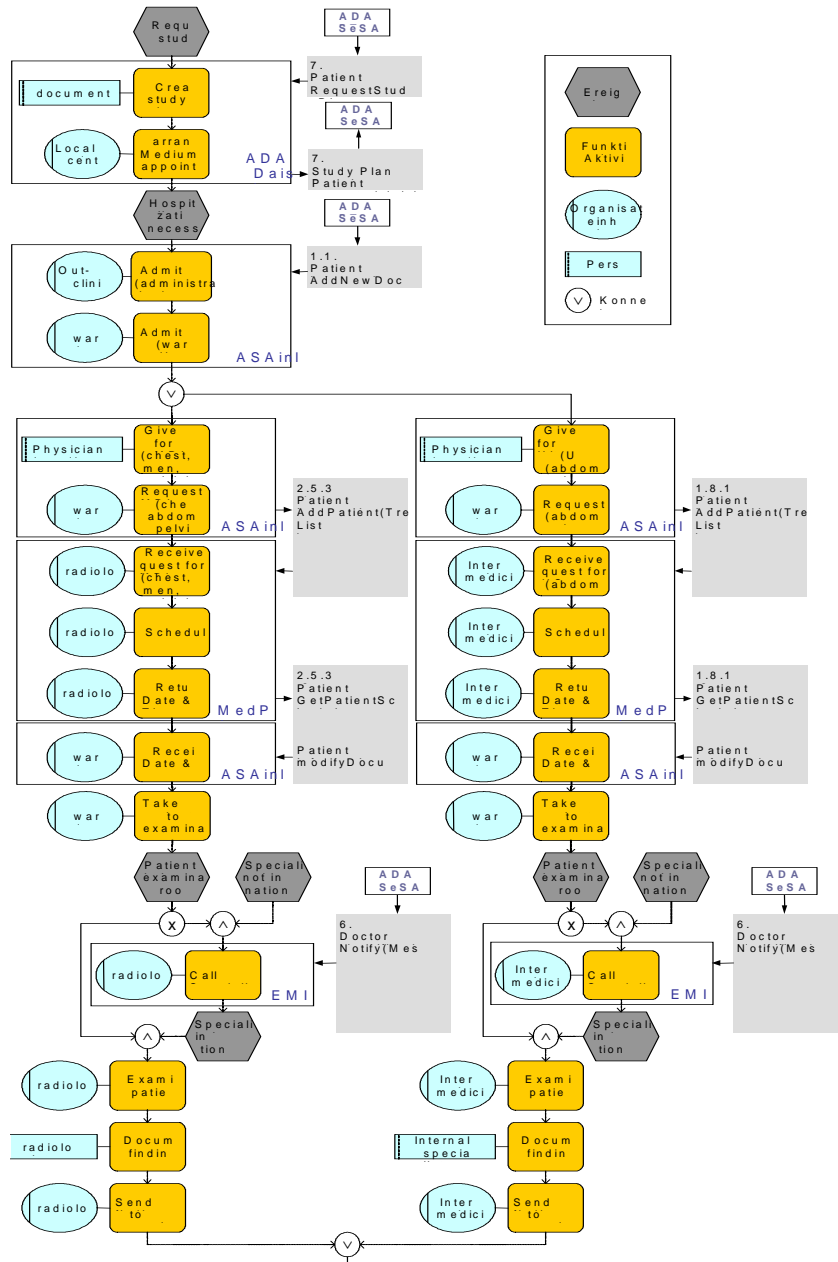 Requ
stud
ADA
SeSA
7.
Patient
RequestStud
document
Crea
study
ADA
SeSA
Local
cent
arran
Medium
appoint
ADA
Dais
7.
Study Plan
Patient
Hospit
zati
necess
ADA
SeSA
Out-
clini
Admit
(administra
1.1.
Patient
AddNewDoc
war
Admit
(war
ASAinI
Ereig
Funkti
Aktivi
Organisat
einh
Pers
V Konne
V
Physician
Give
for
(chest,
men,
war
Request
(che
abdom
pelvi
ASAinI
2.5.3
Patient
AddPatient(Tre
List
radiolo
Receive
quest for
(chest,
men,
radiolo
Schedul
radiolo
Retu
Date &
MedP
2.5.3
Patient
GetPatientSc
war
Recei
Date &
ASAinI
Patient
modifyDocu
war
Take
to
examina
Patient
examina
roo
Speciali
not in
nation
ADA
SeSA
X
^
6.
Doctor
Notify(Mes
radiolo
Call
EMI
Speciali
in
tion
^
radiolo
Exami
patie
radiolo
Docum
findin
radiolo
Send
to
Physician
Give
for
(U
(abdom
war
Request
(abdom
ASAinI
1.8.1
Patient
AddPatient(Tre
List
Inter
medici
Receive
quest for
(abdom
Inter
medici
Schedul
Inter
medici
Retu
Date &
MedP
1.8.1
Patient
GetPatientSc
war
Recei
Date &
ASAinI
Patient
modifyDocu
war
Take
to
examina
Patient
examina
roo
Speciali
not in
nation
ADA
SeSA
X
^
6.
Doctor
Notify(Mes
Inter
medici
Call
EMI
Speciali
in
tion
^
Inter
medici
Exami
patie
Internal
specia
Docum
findin
Inter
medici
Send
to
V